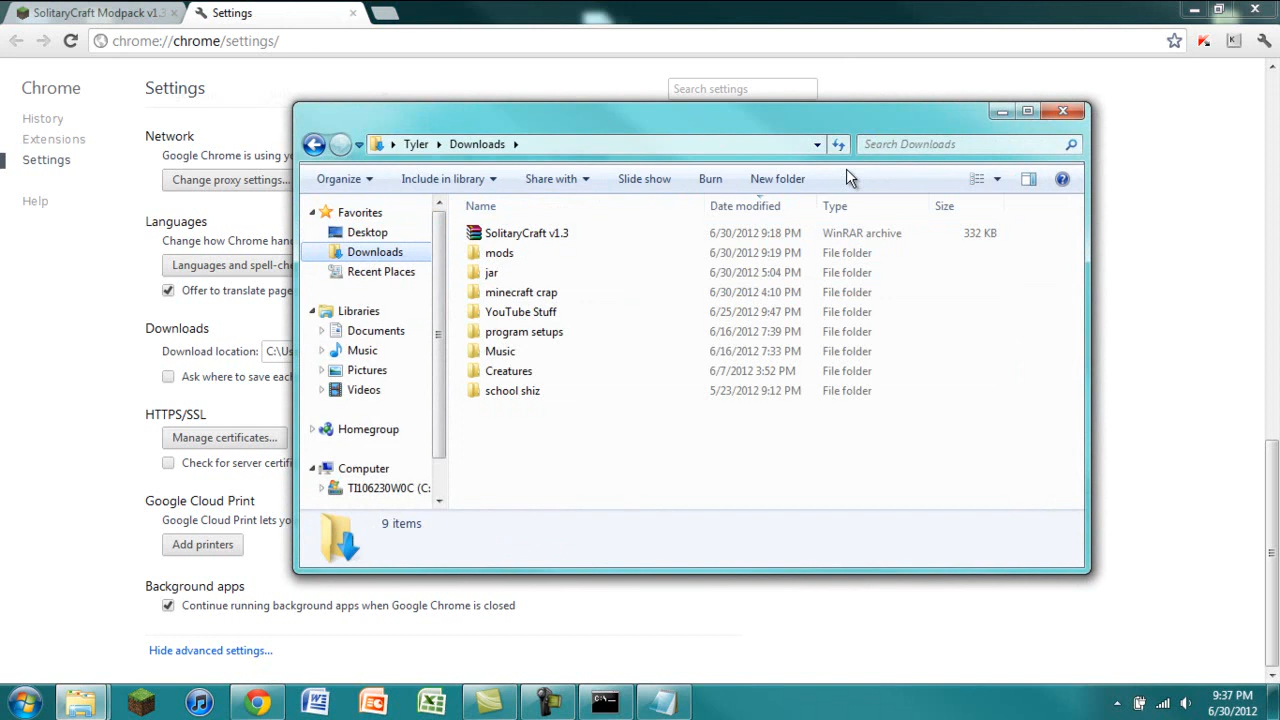 SolitaryCraft Modpack v1.3
Settings
chrome://chrome/settings/
Chrome
Settings
Search settings
History
Extensions
Settings
Help
Network
Google Chrome is using yo
Change proxy settings...
Languages
Change how Chrome hand
Languages and spell-che
Offer to translate page
Downloads
Download location: C:\Us
Ask where to save each
HTTPS/SSL
Manage certificates...
Check for server certifi
Google Cloud Print
Google Cloud Print lets yo
Add printers
Background apps
Continue running background apps when Google Chrome is closed
Hide advanced settings...
Tyler Downloads
Search Downloads
Organize Include in library Share with Slide show Burn New folder
Favorites
Desktop
Downloads
Recent Places
Libraries
Documents
Music
Pictures
Videos
Homegroup
Computer
TI106230W0C (C:
Name Date modified Type Size
SolitaryCraft v1.3 6/30/2012 9:18 PM WinRAR archive 332 KB
mods 6/30/2012 9:19 PM File folder
jar 6/30/2012 5:04 PM File folder
minecraft crap 6/30/2012 4:10 PM File folder
YouTube Stuff 6/25/2012 9:47 PM File folder
program setups 6/16/2012 7:39 PM File folder
Music 6/16/2012 7:33 PM File folder
Creatures 6/7/2012 3:52 PM File folder
school shiz 5/23/2012 9:12 PM File folder
9 items
9:37 PM
6/30/2012